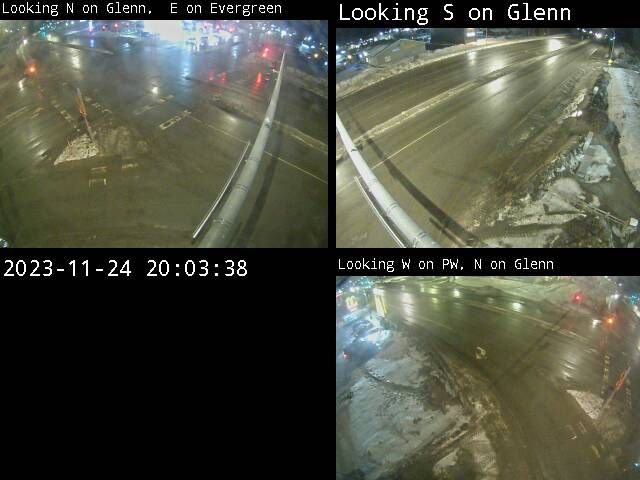 Looking N on Glenn, E on Evergreen
Looking S on Glenn
2023-11-24 20:03:38
Looking W on PW, N on Glenn